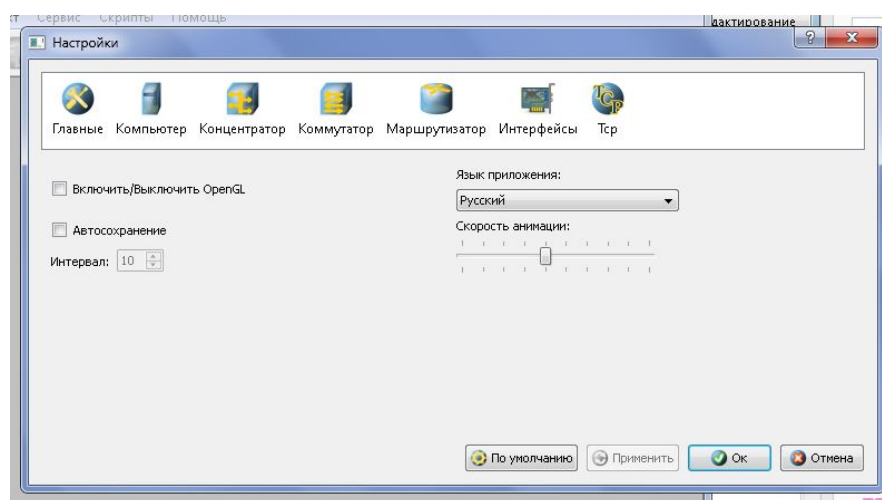 Сервис Скрипты Помощь
дактирование
Настройки
Главные Компьютер Концентратор Коммутатор Маршрутизатор Интерфейсы Tcp
TCP
Включить/Выключить OpenGL
Автосохранение
Интервал: 10
Язык приложения:
Русский
Скорость анимации:
По умолчанию Применить Ок Отмена